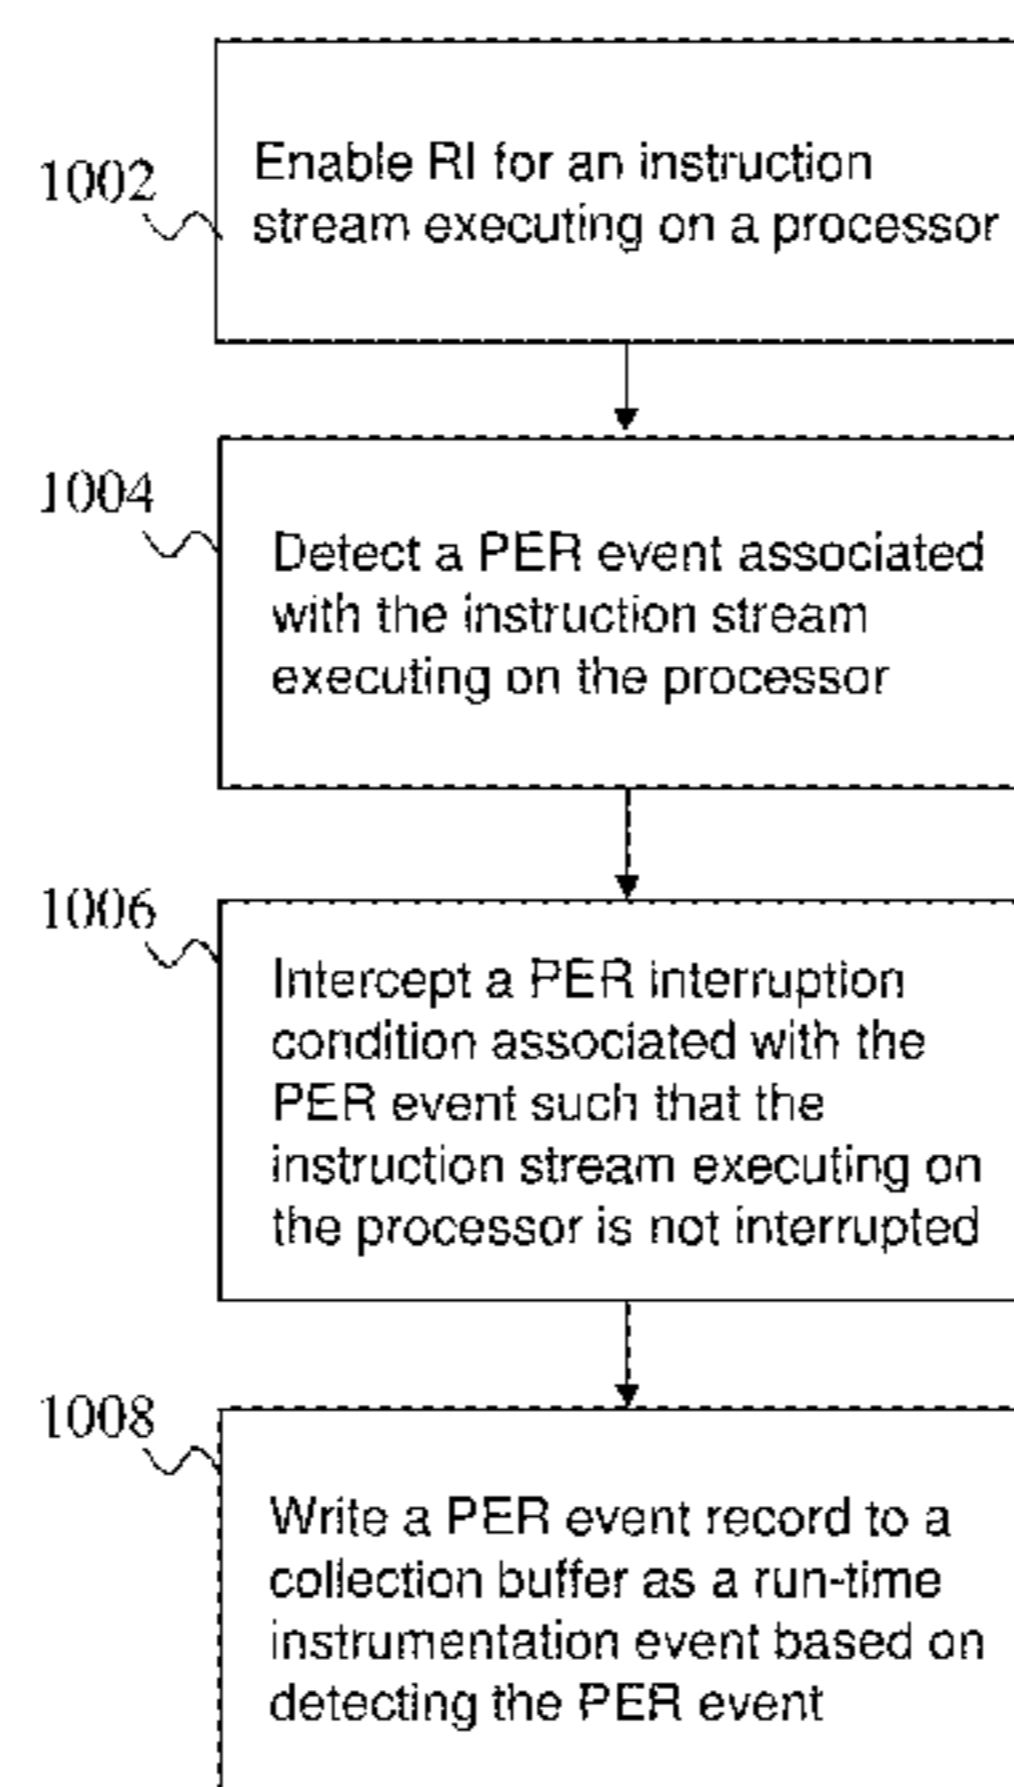 1002
Enable RI for an instruction
stream executing on a processor
1004
Detect a PER event associated
with the instruction stream
executing on the processor
1006
Intercept a PER interruption
condition associated with the
PER event such that the
instruction stream executing on
the processor is not interrupted
1008
Write a PER event record to a
collection buffer as a run-time
instrumentation event based on
detecting the PER event